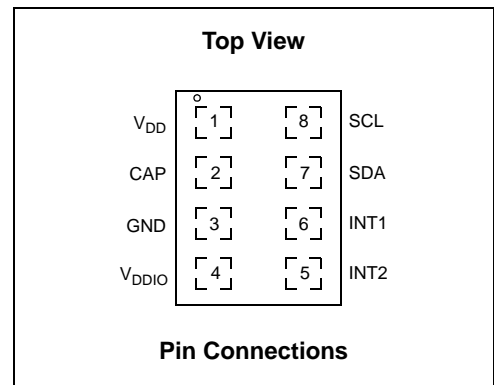 Top View
VDD 1 8 SCL
CAP 2 7 SDA
GND 3 6 INT1
VDDIO 4 5 INT2
Pin Connections